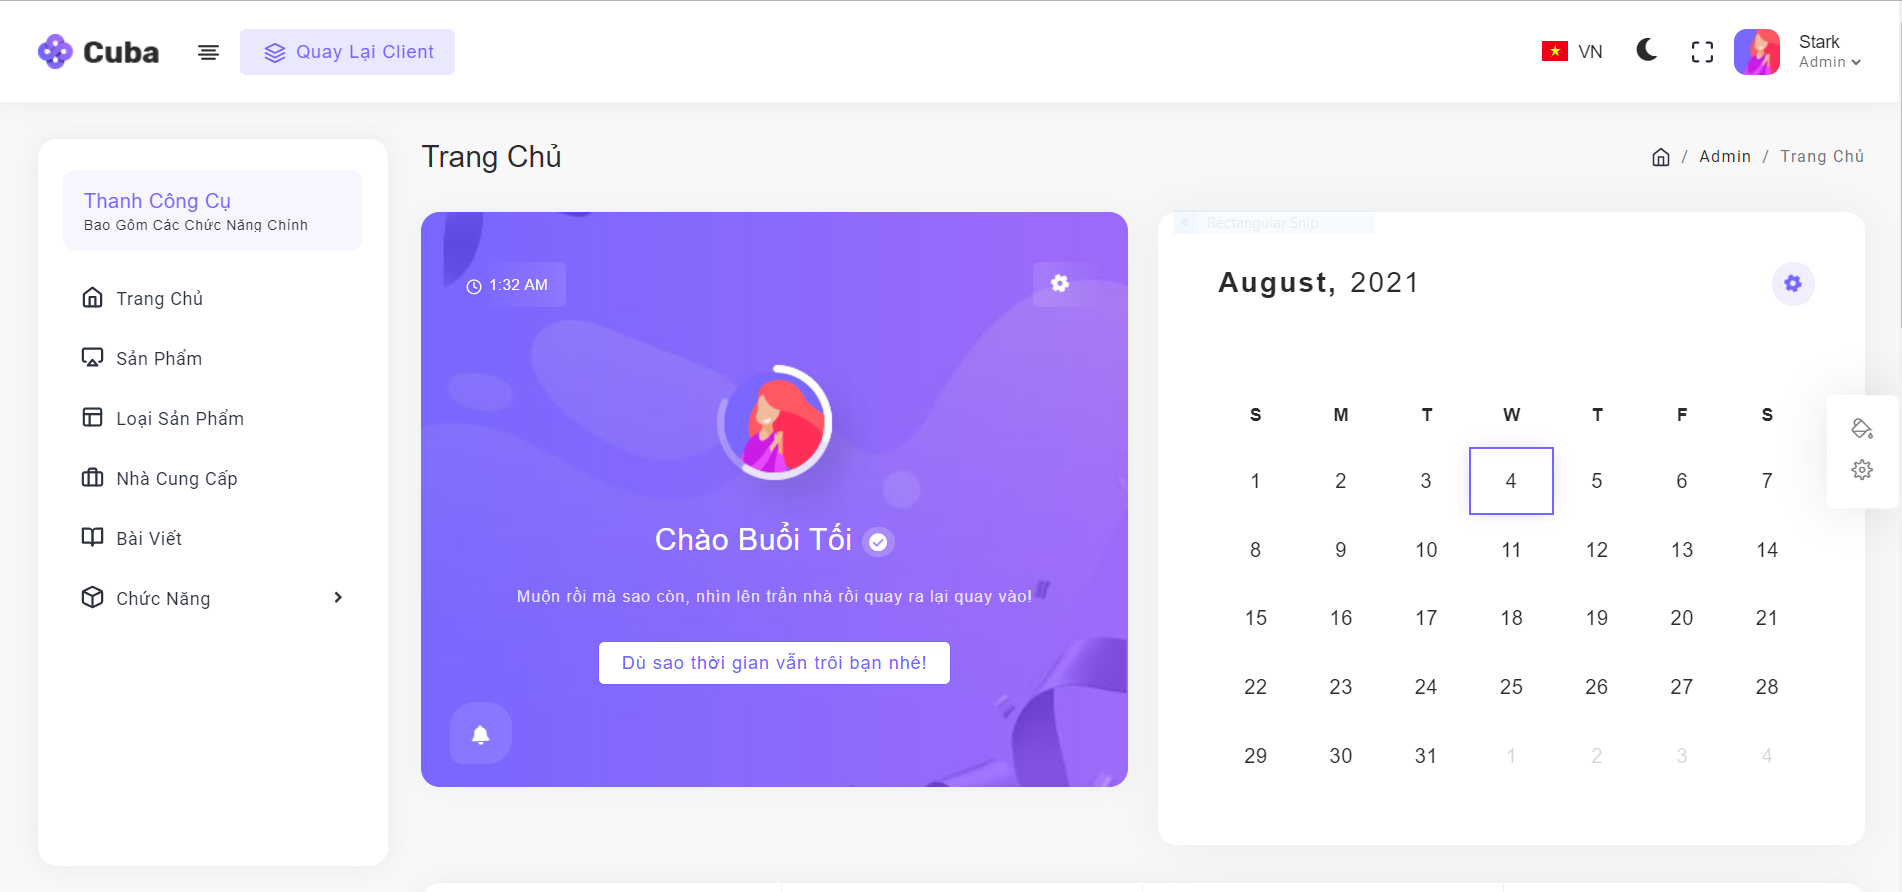 Cuba
Quay Lại Client
VN
Stark
Admin
Thanh Công Cụ
Bao Gồm Các Chức Năng Chính
Trang Chủ
Sản Phẩm
Loại Sản Phẩm
Nhà Cung Cấp
Bài Viết
Chức Năng
Trang Chủ
/ Admin / Trang Chủ
1:32 AM
Chào Buổi Tối
Muộn rồi mà sao còn, nhìn lên trần nhà rồi quay ra lại quay vào!
Dù sao thời gian vẫn trôi bạn nhé!
Rectangular Snip
August, 2021
S M T W T F S
1 2 3 4 5 6 7
8 9 10 11 12 13 14
15 16 17 18 19 20 21
22 23 24 25 26 27 28
29 30 31 1 2 3 4